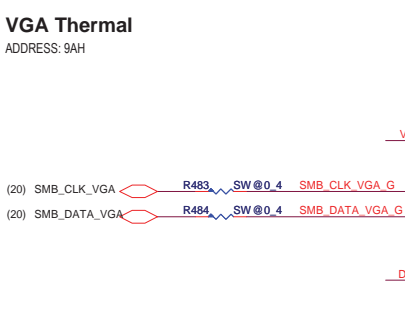 VGA Thermal
ADDRESS: 9AH
V
(20) SMB_CLK_VGA R483 SW@0_4 SMB_CLK_VGA_G
(20) SMB_DATA_VGA R484 SW@0_4 SMB_DATA_VGA_G
D